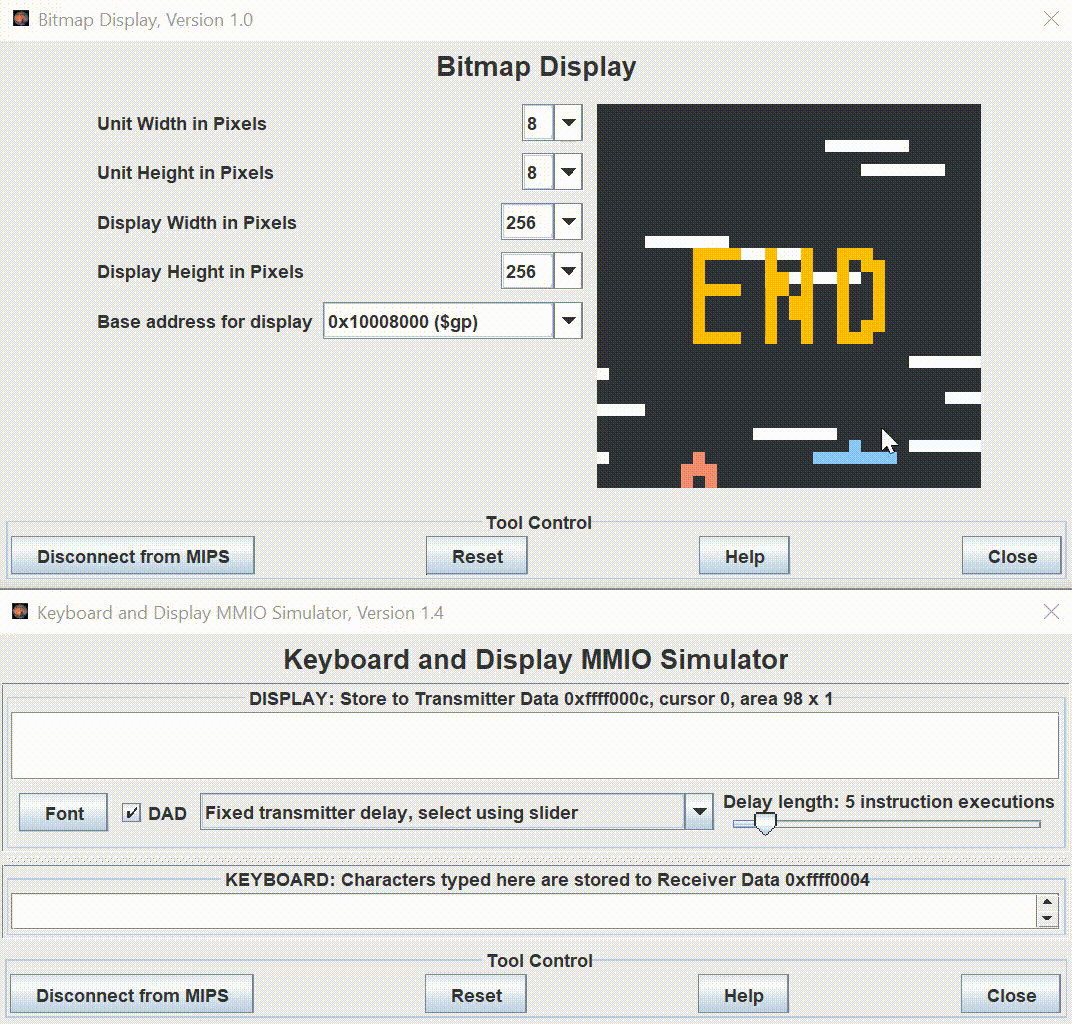 Bitmap Display, Version 1.0
Bitmap Display
Unit Width in Pixels 8
Unit Height in Pixels 8
Display Width in Pixels 256
Display Height in Pixels 256
Base address for display 0x10008000 ($gp)
END
Tool Control
Disconnect from MIPS Reset Help Close
Keyboard and Display MMIO Simulator, Version 1.4
Keyboard and Display MMIO Simulator
DISPLAY: Store to Transmitter Data 0xffff000c, cursor 0, area 98 x 1
Font DAD Fixed transmitter delay, select using slider Delay length: 5 instruction executions
KEYBOARD: Characters typed here are stored to Receiver Data 0xffff0004
Tool Control
Disconnect from MIPS Reset Help Close